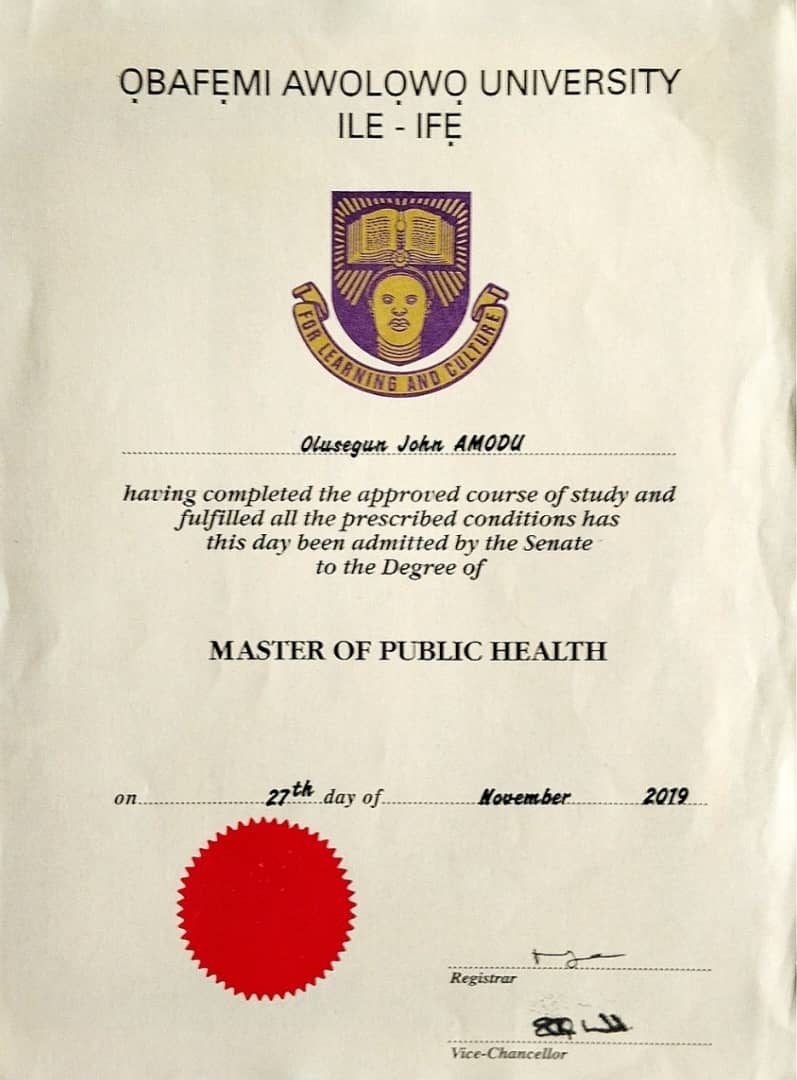 ỌBAFẸMI AWOLỌWỌ UNIVERSITY
ILE - IFẸ
FOR LEARNING AND CULTURE
Olusegun John AMODU
having completed the approved course of study and
fulfilled all the prescribed conditions has
this day been admitted by the Senate
to the Degree of
MASTER OF PUBLIC HEALTH
on 27th day of November 2019
Registrar
Vice-Chancellor